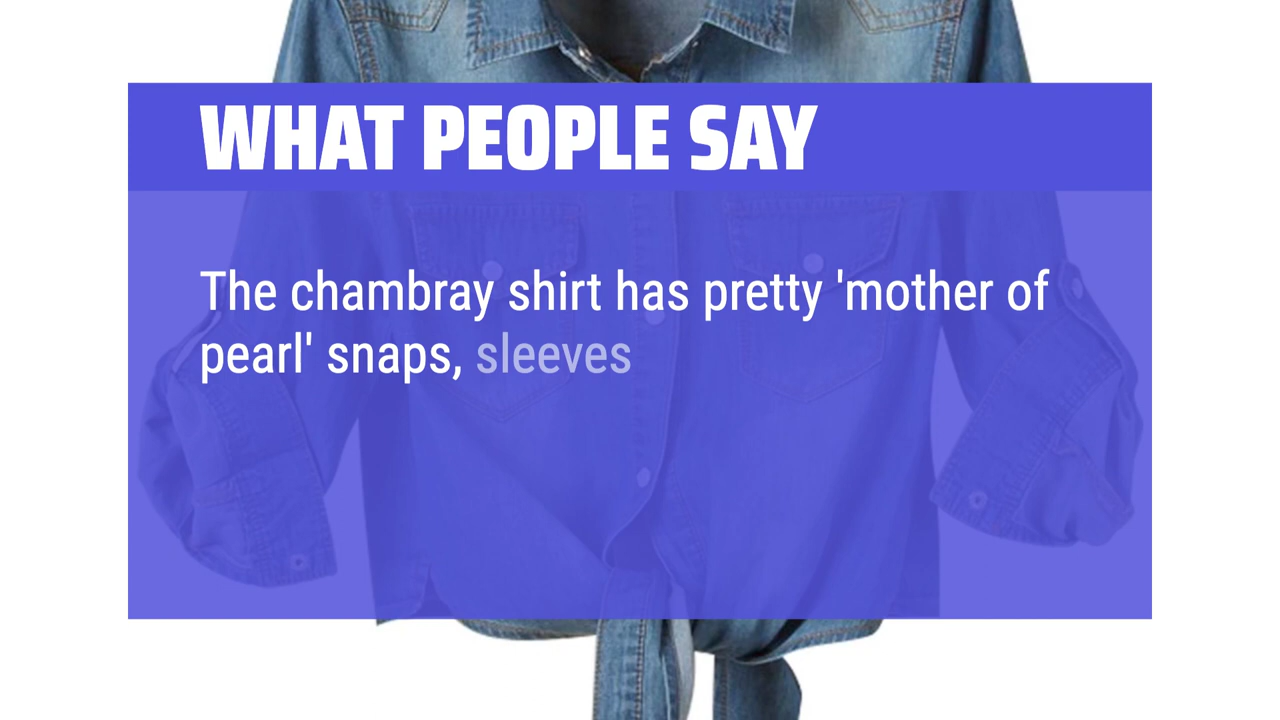 WHAT PEOPLE SAY
The chambray shirt has pretty 'mother of
pearl' snaps, sleeves